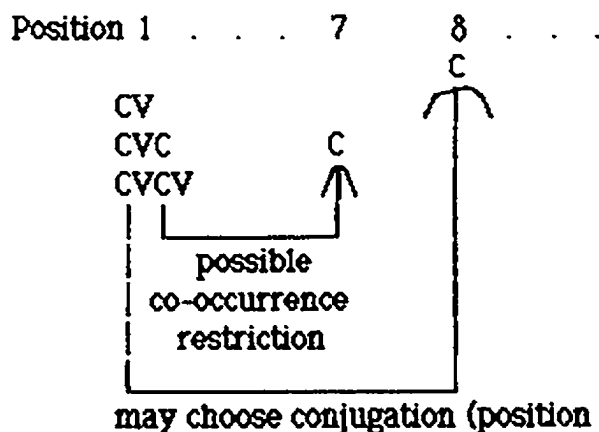 Position 1 . . . 7 8 . . .
C
CV
CVC C
CVCV
possible
co-occurrence
restriction
may choose conjugation (position